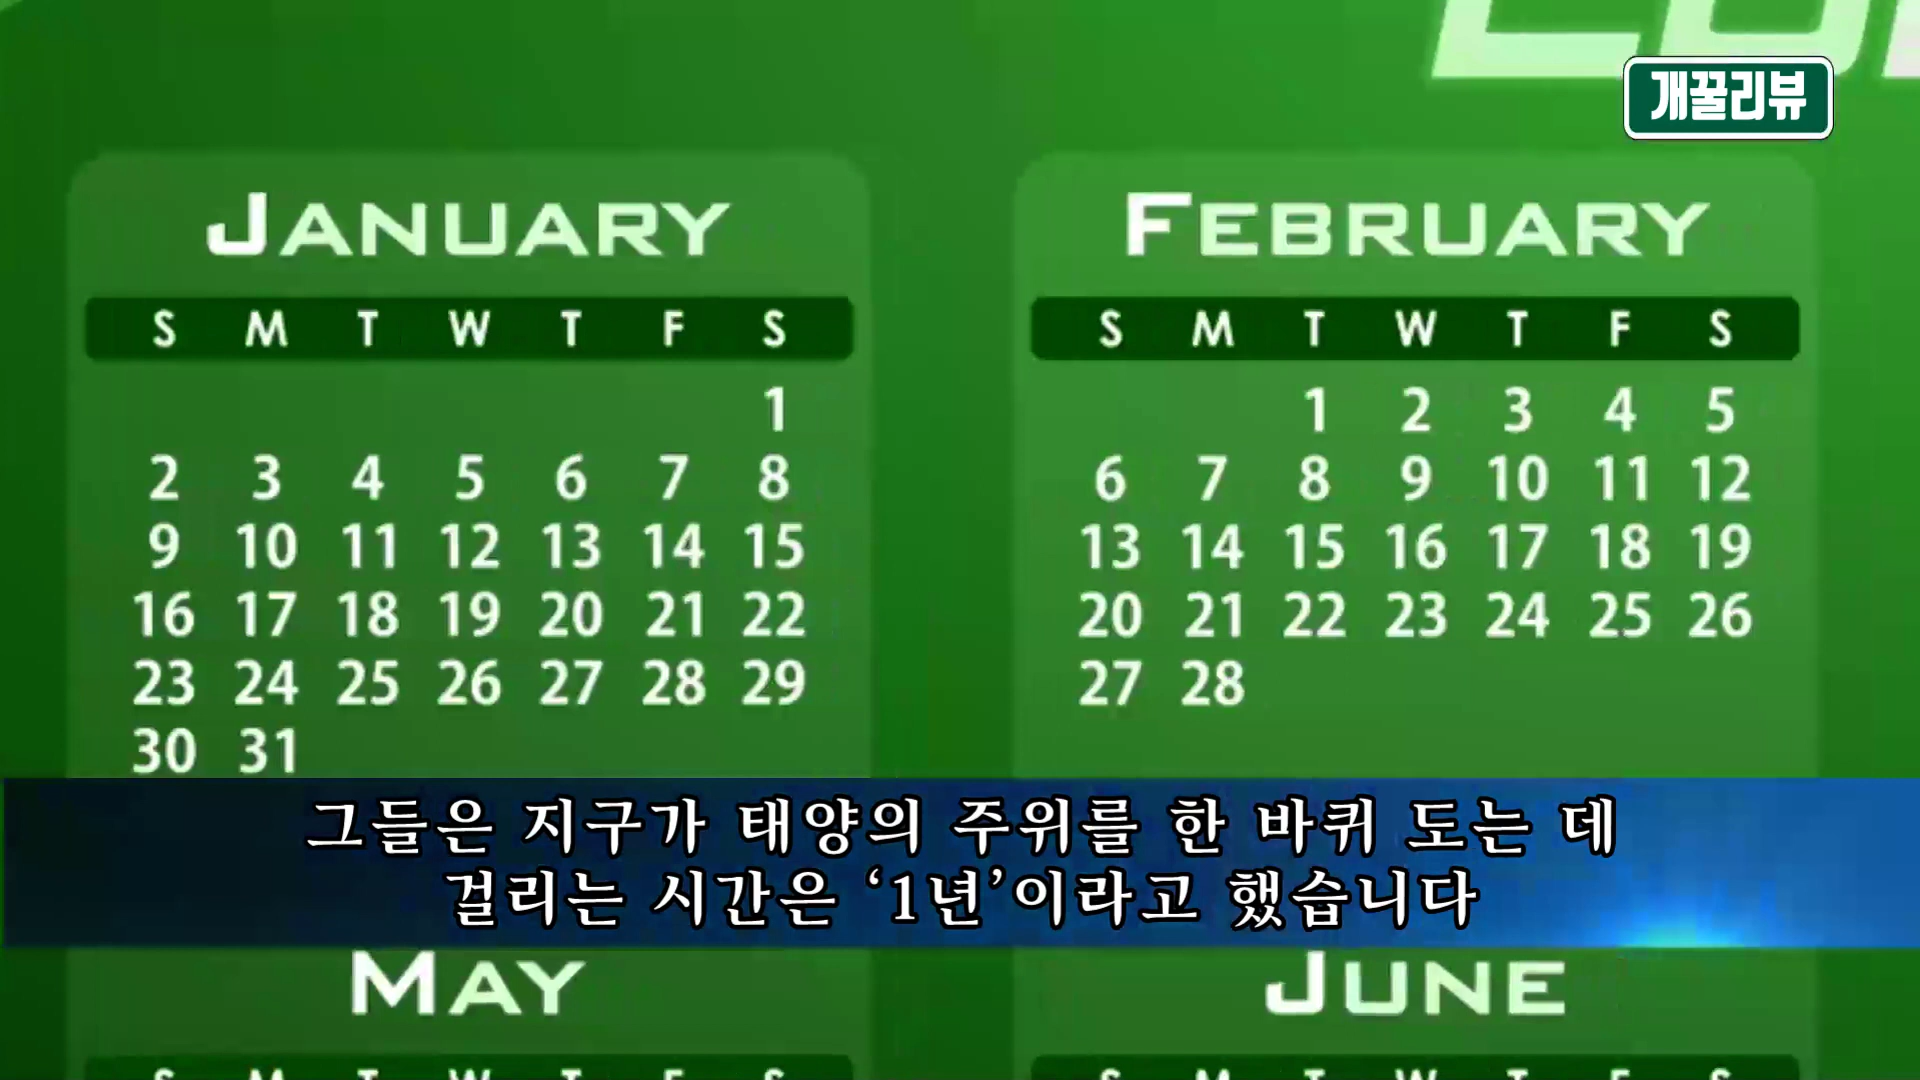 개꿀리뷰
JANUARY
S M T W T F S
1
2 3 4 5 6 7 8
9 10 11 12 13 14 15
16 17 18 19 20 21 22
23 24 25 26 27 28 29
30 31
FEBRUARY
S M T W T F S
1 2 3 4 5
6 7 8 9 10 11 12
13 14 15 16 17 18 19
20 21 22 23 24 25 26
27 28
그들은 지구가 태양의 주위를 한 바퀴 도는 데
걸리는 시간은 ‘1년’이라고 했습니다
MAY
S M T W T F S
JUNE
S M T W T F S